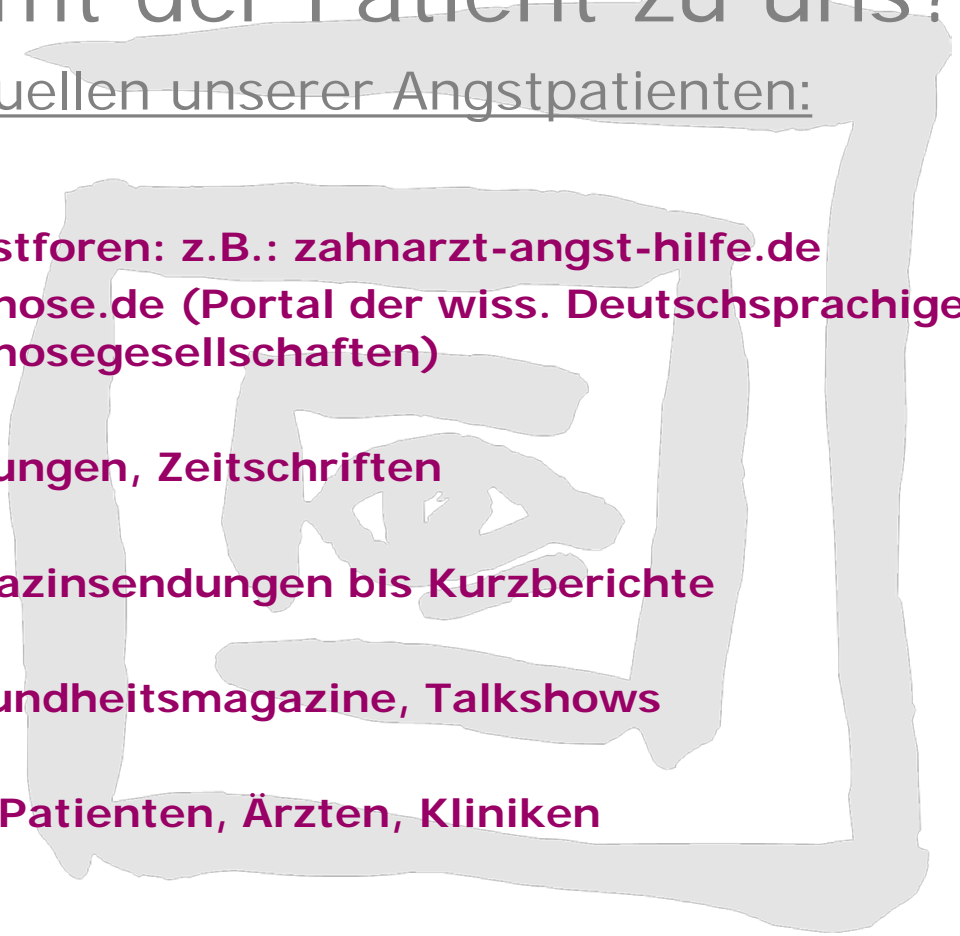 mt der Patient zu uns?
uellen unserer Angstpatienten:
stforen: z.B.: zahnarzt-angst-hilfe.de
nose.de (Portal der wiss. Deutschsprachige
nosegesellschaften)
ungen, Zeitschriften
azinsendungen bis Kurzberichte
undheitsmagazine, Talkshows
Patienten, Ärzten, Kliniken